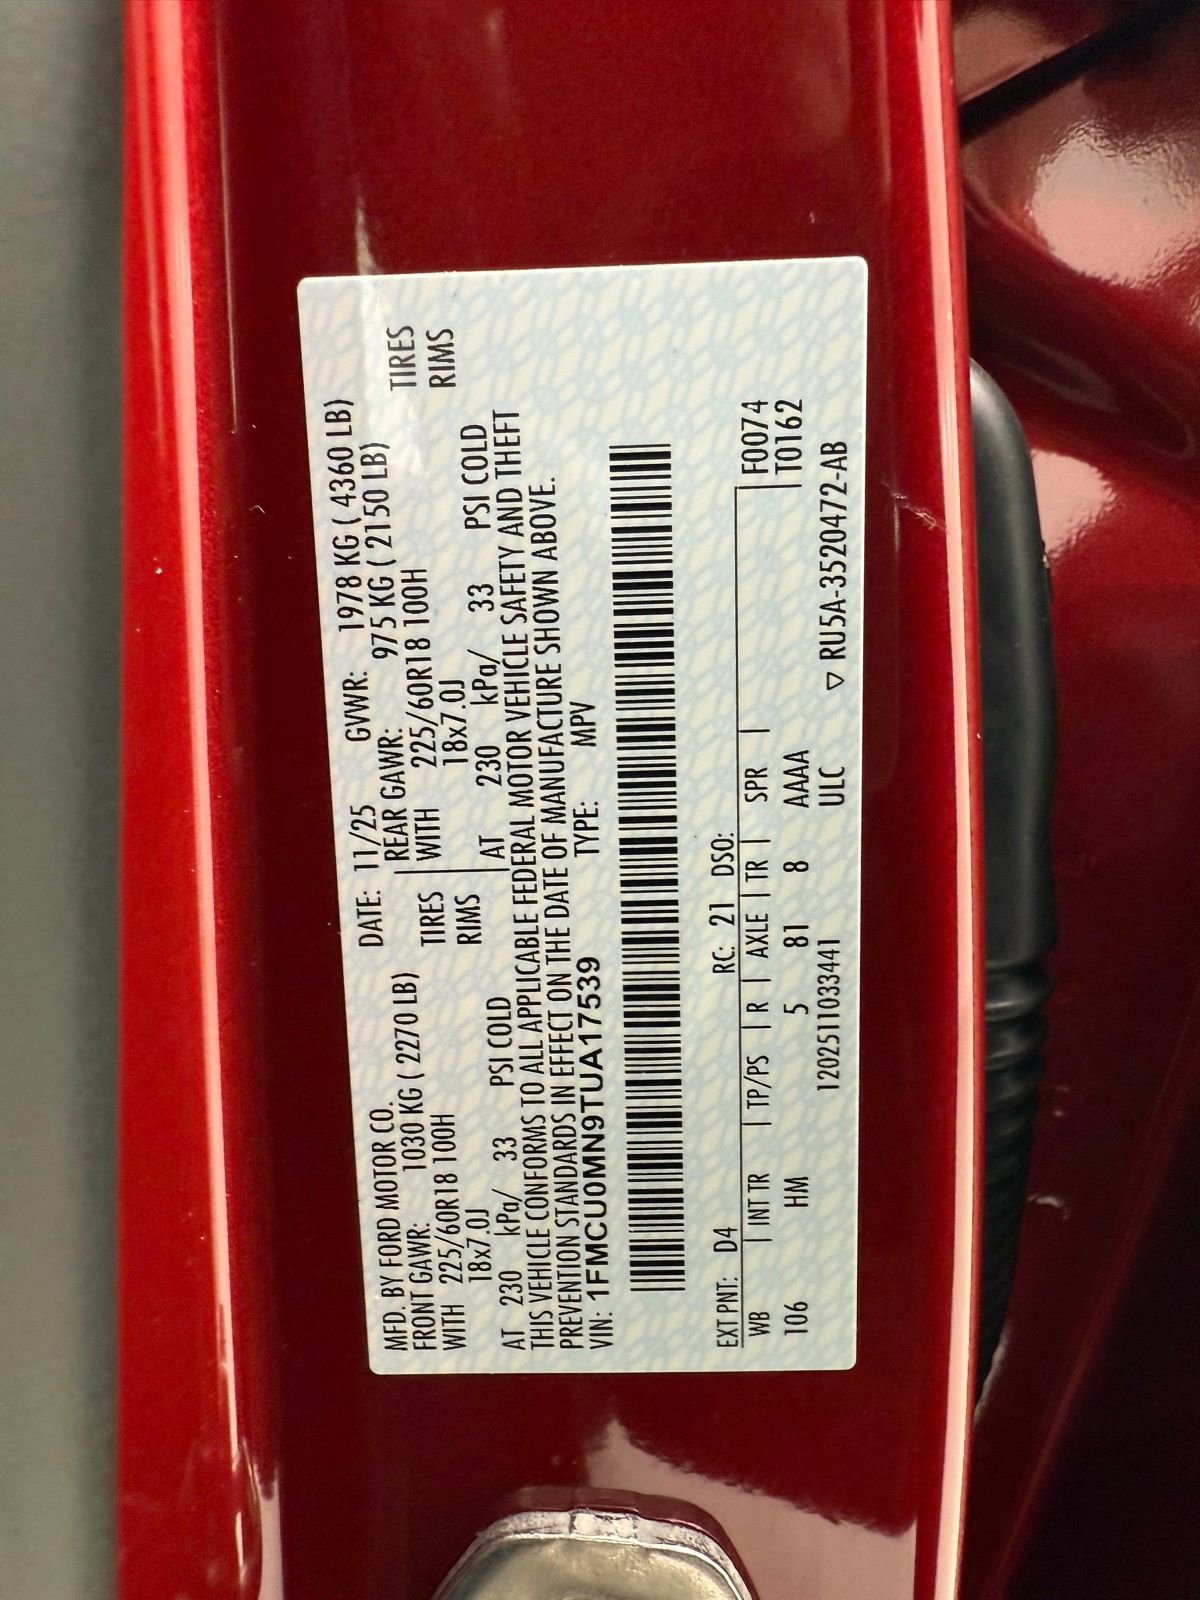 MFD. BY FORD MOTOR CO. DATE: 11/25 GVWR: 1978 KG ( 4360 LB)
FRONT GAWR: 1030 KG ( 2270 LB) REAR GAWR: 975 KG ( 2150 LB)
WITH 225/60R18 100H TIRES WITH 225/60R18 100H TIRES
18x7.0J RIMS 18x7.0J RIMS
AT 230 kPa/ 33 PSI COLD AT 230 kPa/ 33 PSI COLD
THIS VEHICLE CONFORMS TO ALL APPLICABLE FEDERAL MOTOR VEHICLE SAFETY AND THEFT
PREVENTION STANDARDS IN EFFECT ON THE DATE OF MANUFACTURE SHOWN ABOVE.
VIN: 1FMCU0MN9TUA17539 TYPE: MPV
EXT PNT: D4 RC: 21 DSO:
WB | INT TR | TP/PS | R | AXLE | TR | SPR | F0074
106 HM 5 81 8 AAAA T0162
1202511033441 ULC ▽ RU5A-3520472-AB